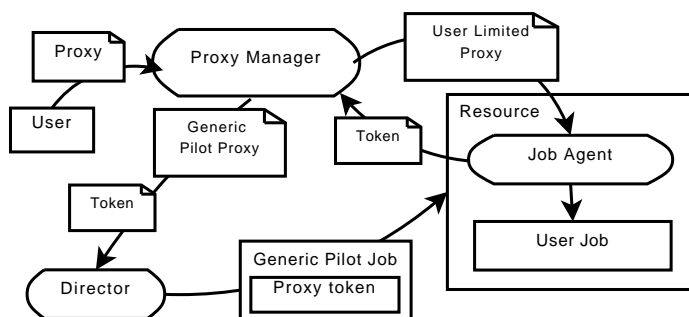 Proxy
Proxy Manager
User Limited
Proxy
User
Generic
Pilot Proxy
Token
Resource
Job Agent
Token
User Job
Generic Pilot Job
Proxy token
Director